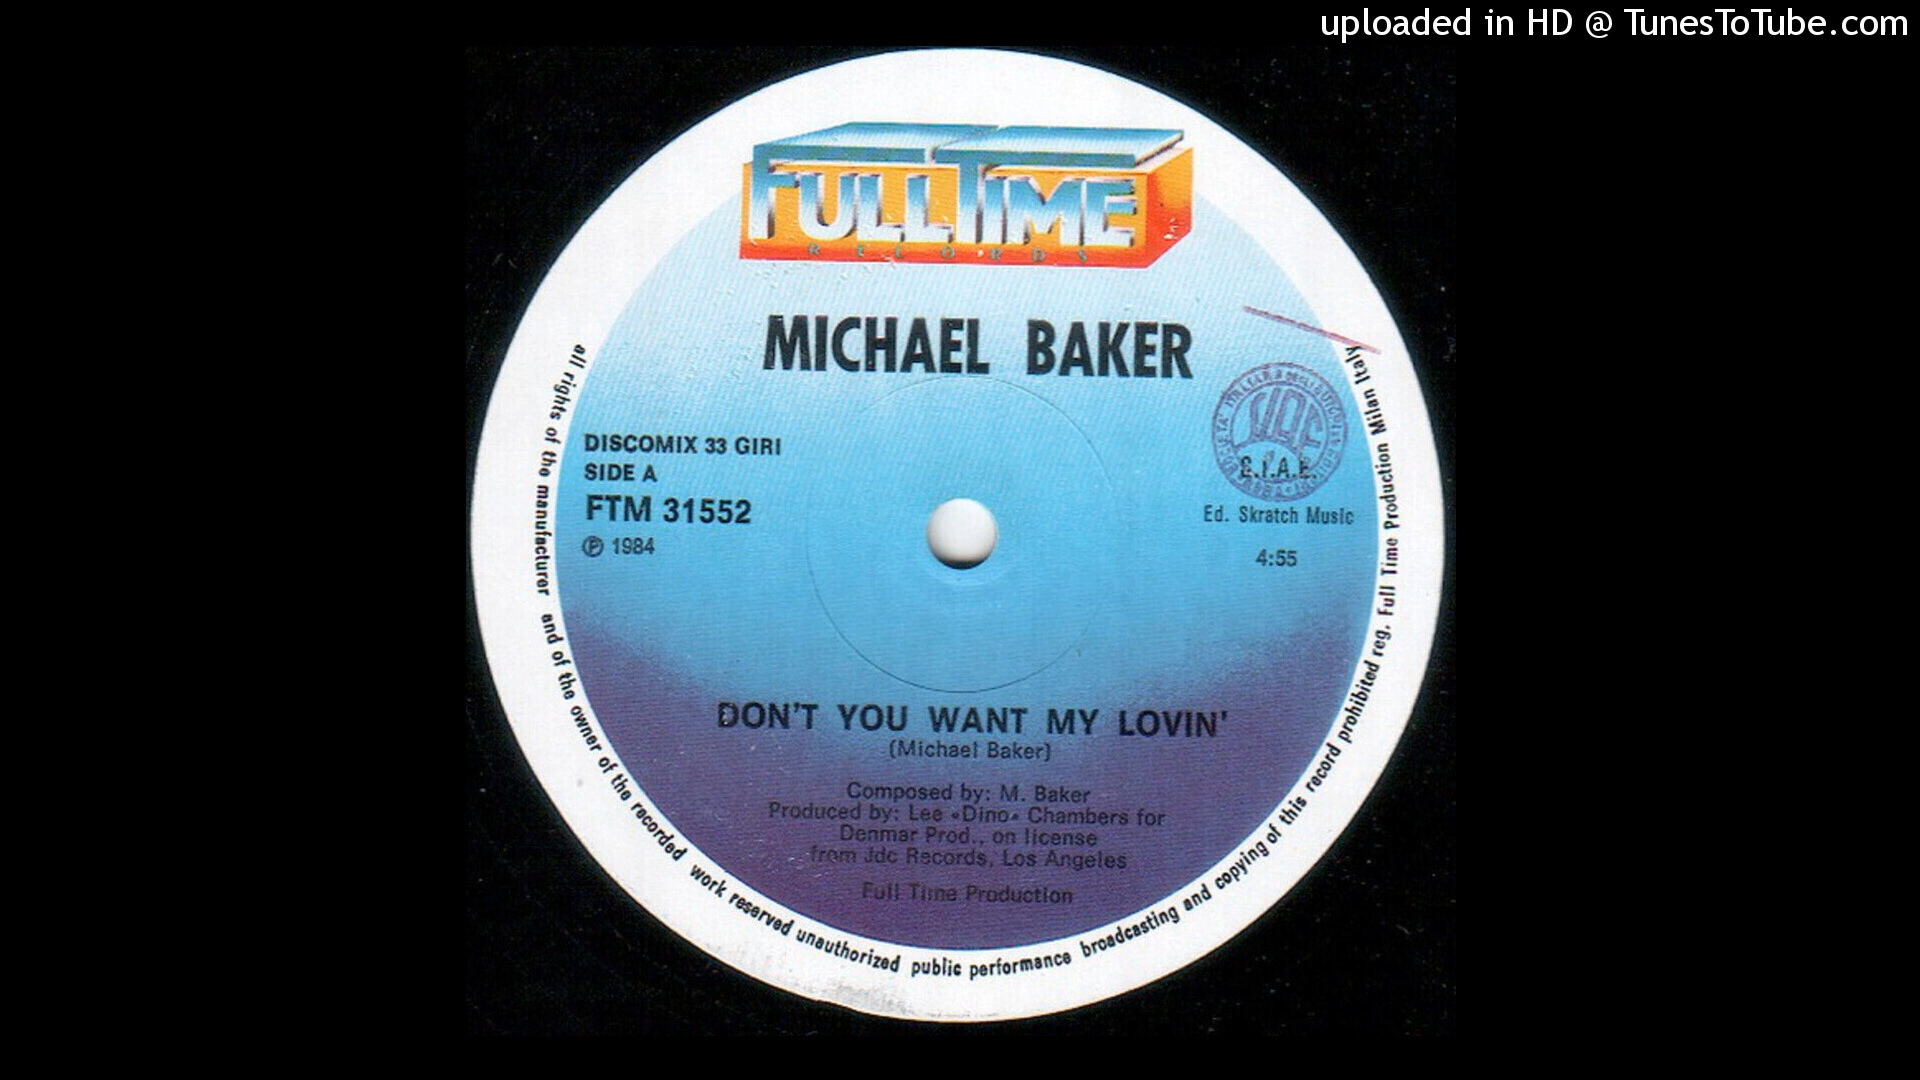 uploaded in HD @ TunesToTube.com
FULL TIME
RECORDS
MICHAEL BAKER
DISCOMIX 33 GIRI
SIDE A
FTM 31552
℗ 1984
S.I.A.E.
Ed. Skratch Music
4:55
DON'T YOU WANT MY LOVIN'
(Michael Baker)
Composed by: M. Baker
Produced by: Lee «Dino» Chambers for
Denmar Prod., on license
from Jdc Records, Los Angeles
Full Time Production
all rights of the manufacturer and of the owner of the recorded work reserved unauthorized public performance broadcasting and copying of this record prohibited reg. Full Time Production Milan Italy